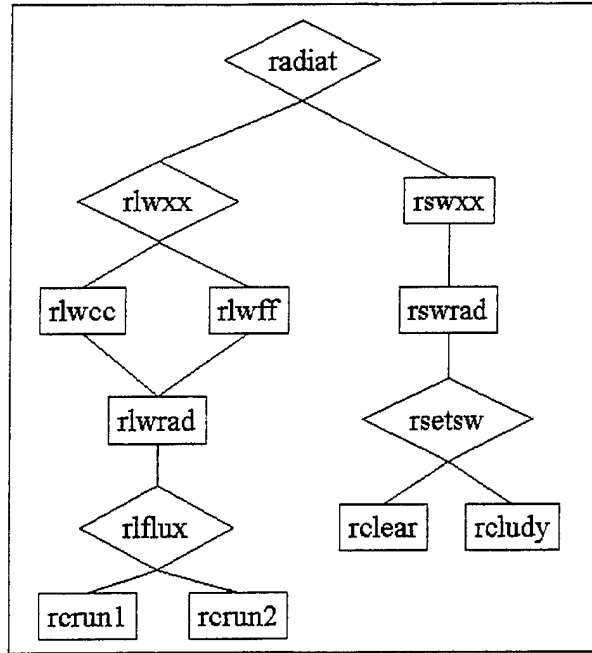 radiat
rlwxx
rswxx
rlwcc
rlwff
rswrad
rlwrad
rsetsw
rlflux
rclear
rcludy
rcrun1
rcrun2